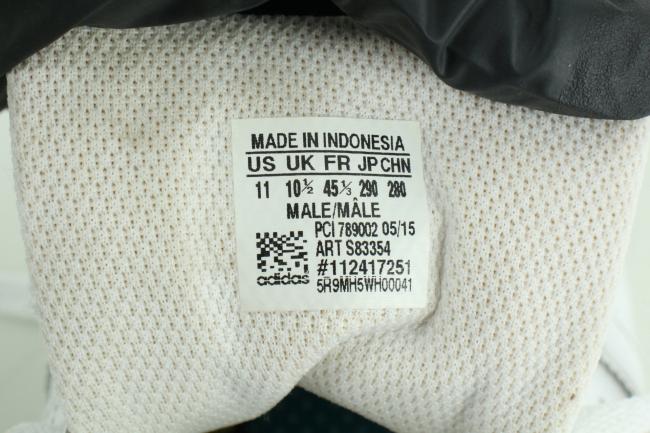 MADE IN INDONESIA
US UK FR JP CHN
11 10½ 45⅓ 290 280
MALE/MÂLE
PCI 789002 05/15
ART S83354
#112417251
adidas 5R9MH5WH00041